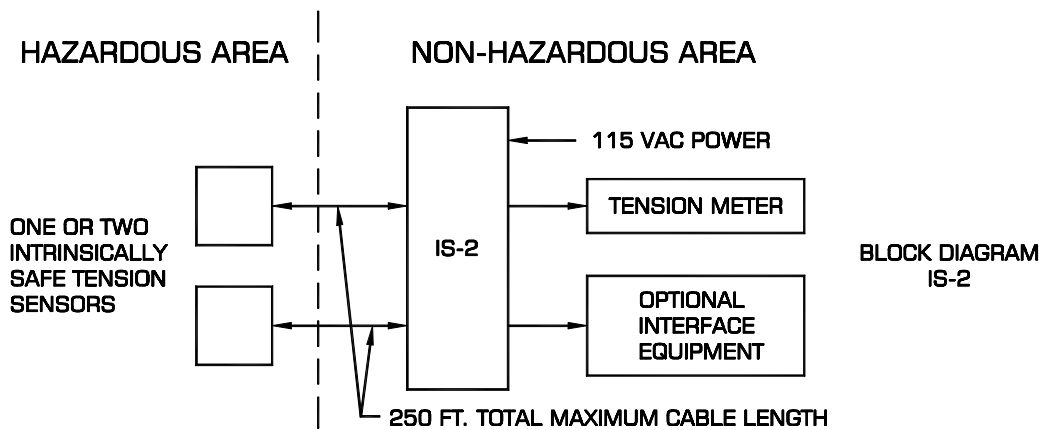 HAZARDOUS AREA
NON-HAZARDOUS AREA
115 VAC POWER
TENSION METER
ONE OR TWO
INTRINSICALLY
SAFE TENSION
SENSORS
IS-2
BLOCK DIAGRAM
IS-2
OPTIONAL
INTERFACE
EQUIPMENT
250 FT. TOTAL MAXIMUM CABLE LENGTH